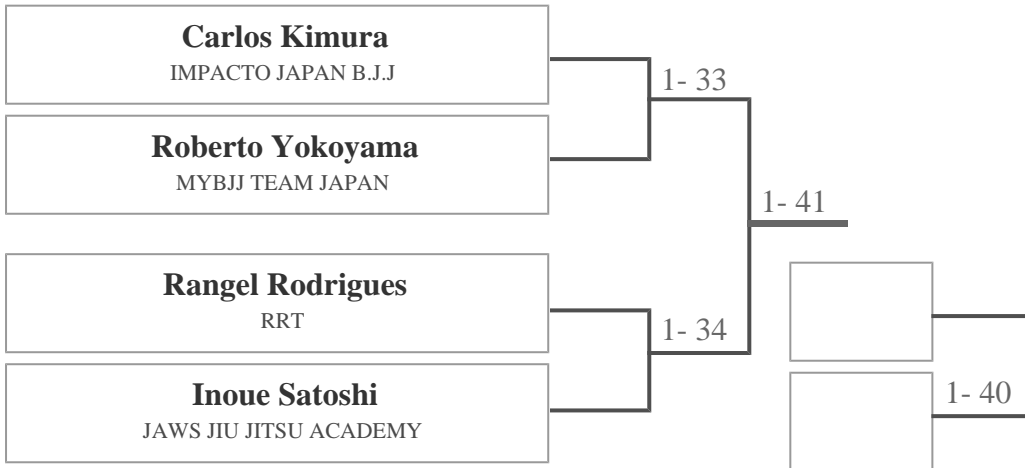 Carlos Kimura
IMPACTO JAPAN B.J.J
1- 33
Roberto Yokoyama
MYBJJ TEAM JAPAN
1- 41
Rangel Rodrigues
RRT
1- 34
Inoue Satoshi
JAWS JIU JITSU ACADEMY
1- 40